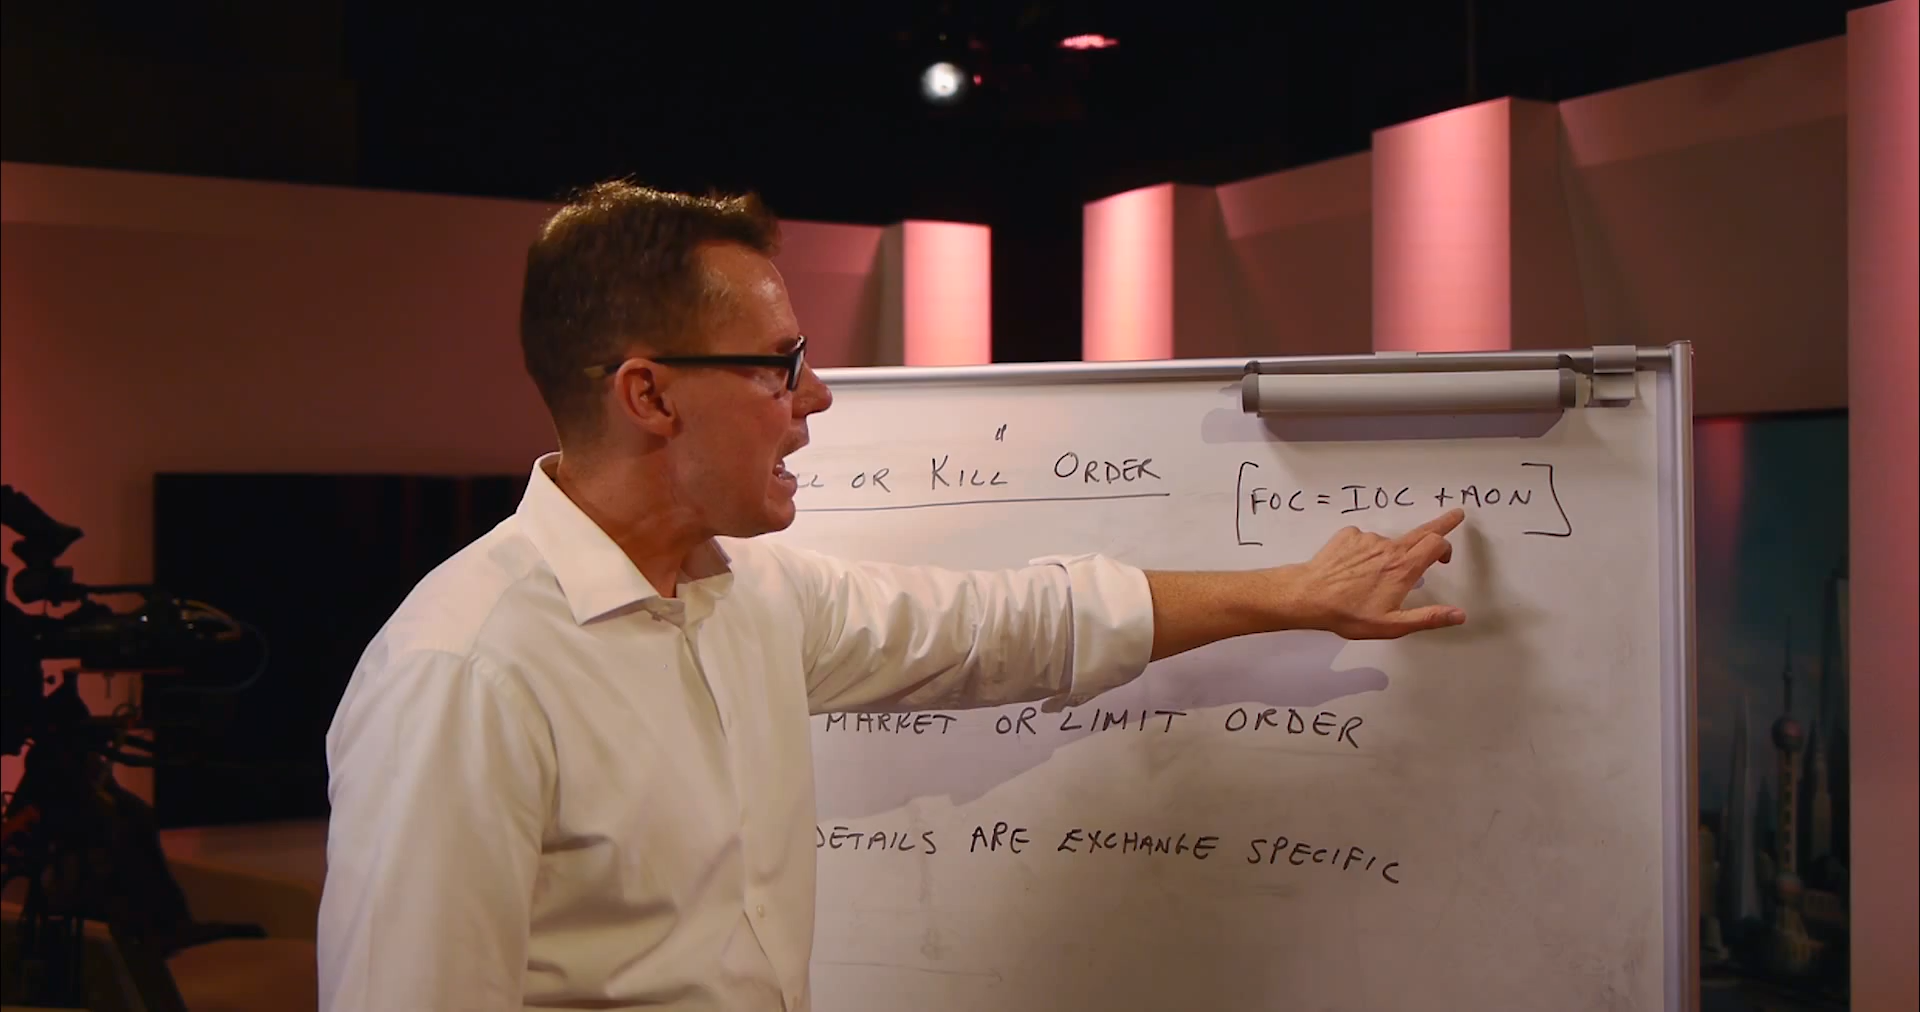 LL OR KILL" ORDER
[FOC = IOC + AON]
MARKET OR LIMIT ORDER
DETAILS ARE EXCHANGE SPECIFIC